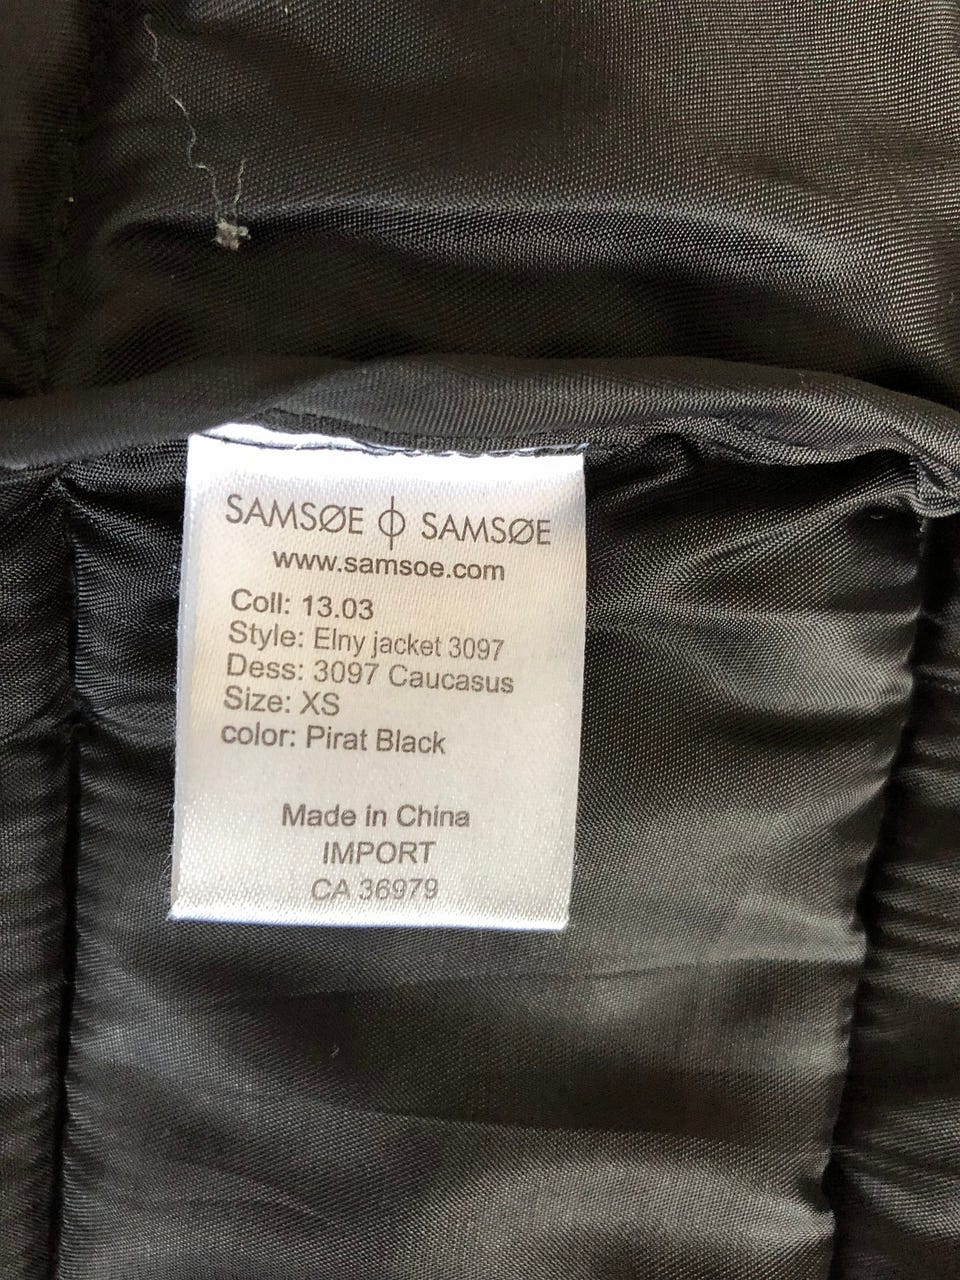 SAMSØE ϕ SAMSØE
www.samsoe.com
Coll: 13.03
Style: Elny jacket 3097
Dess: 3097 Caucasus
Size: XS
color: Pirat Black
Made in China
IMPORT
CA 36979